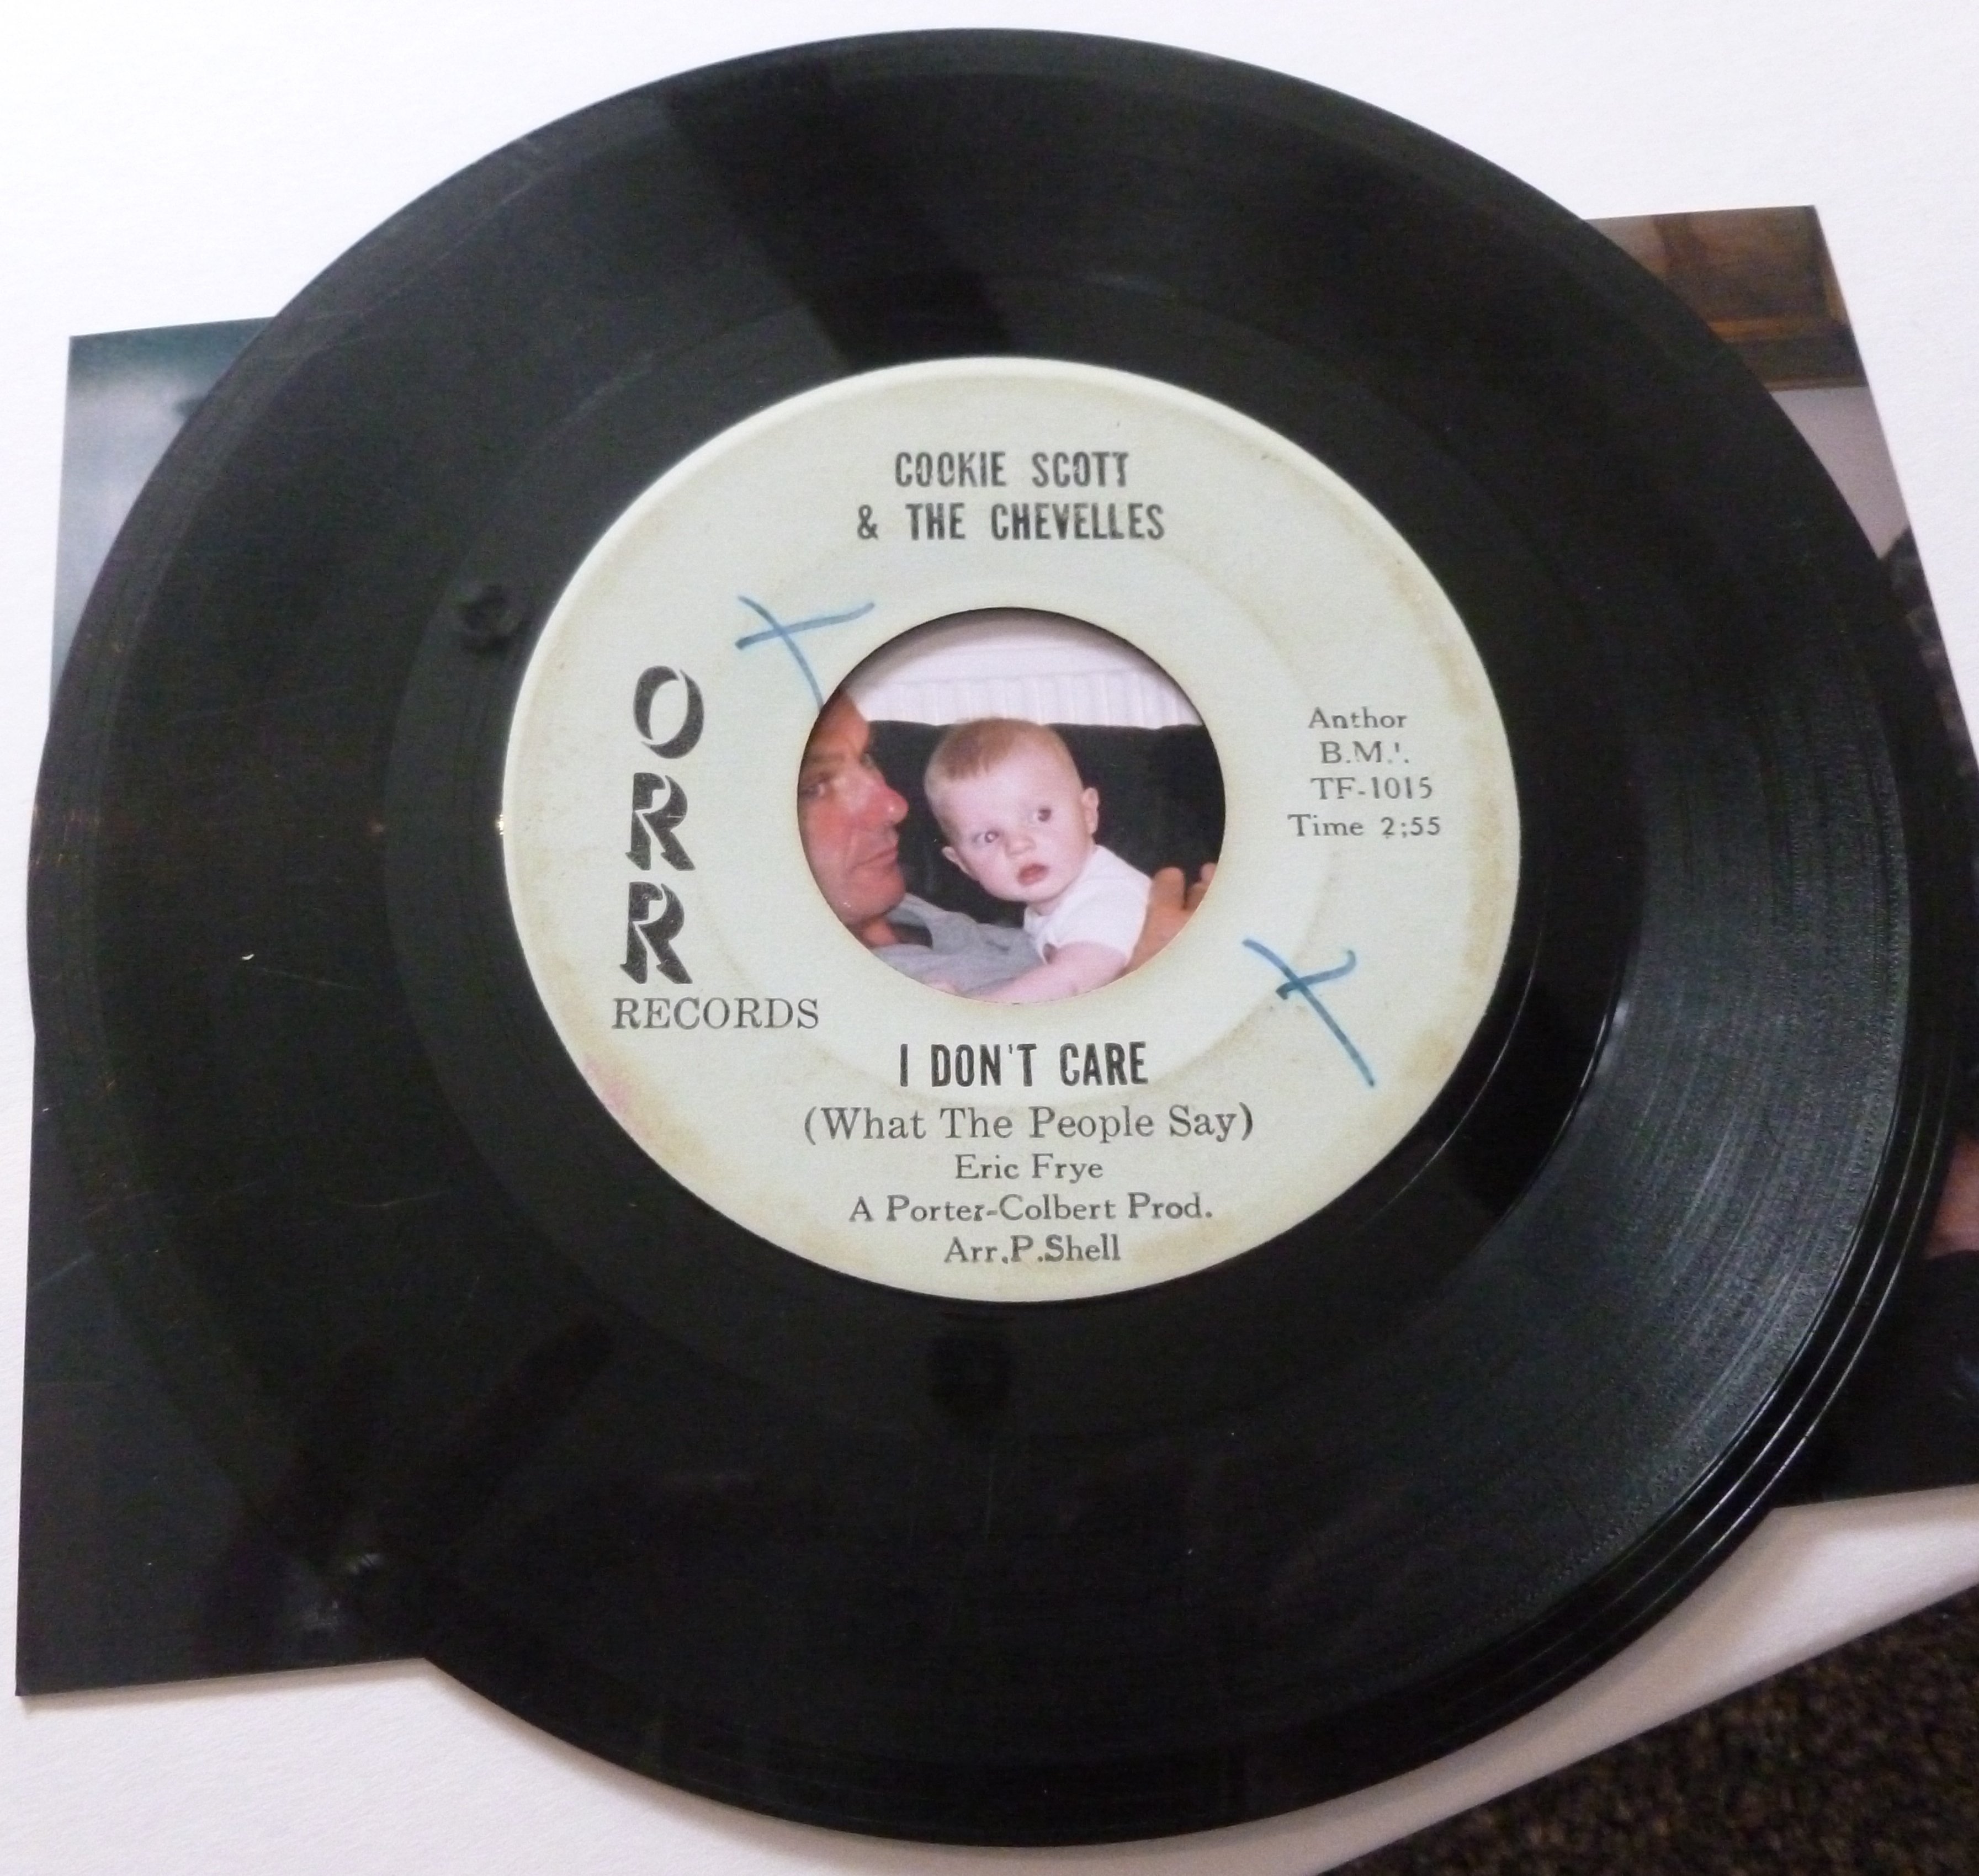 COOKIE SCOTT
& THE CHEVELLES
ORR
RECORDS
Anthor
B.M.'.
TF-1015
Time 2;55
I DON'T CARE
(What The People Say)
Eric Frye
A Porter-Colbert Prod.
Arr.P.Shell